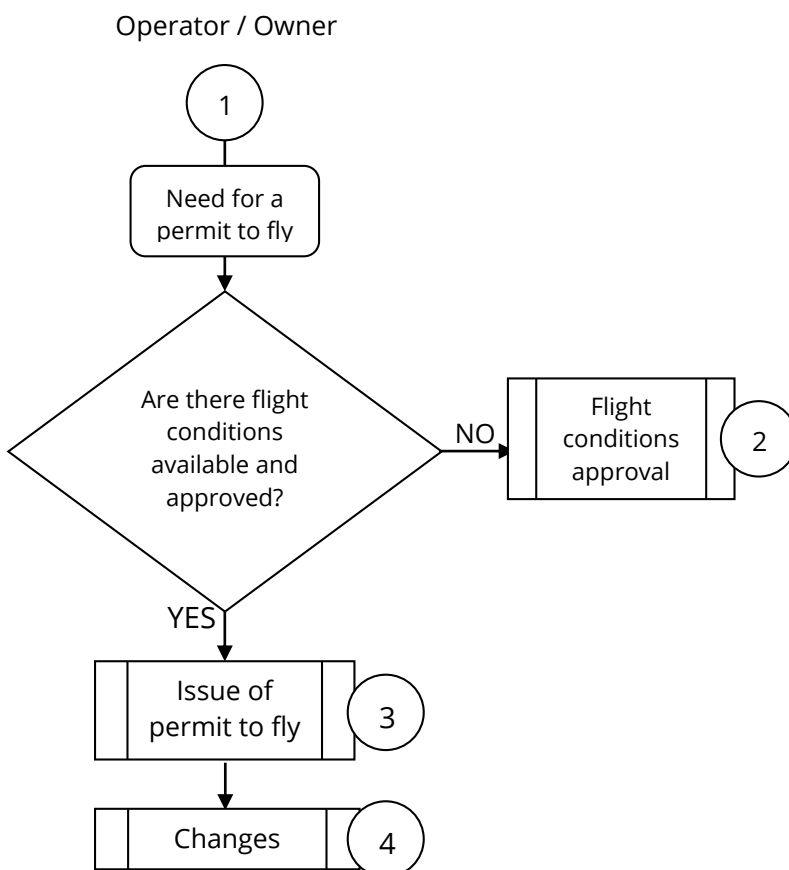 Operator / Owner
1
Need for a
permit to fly
Are there flight
conditions
available and
approved?
NO
Flight
conditions
approval
2
YES
Issue of
permit to fly
3
Changes
4